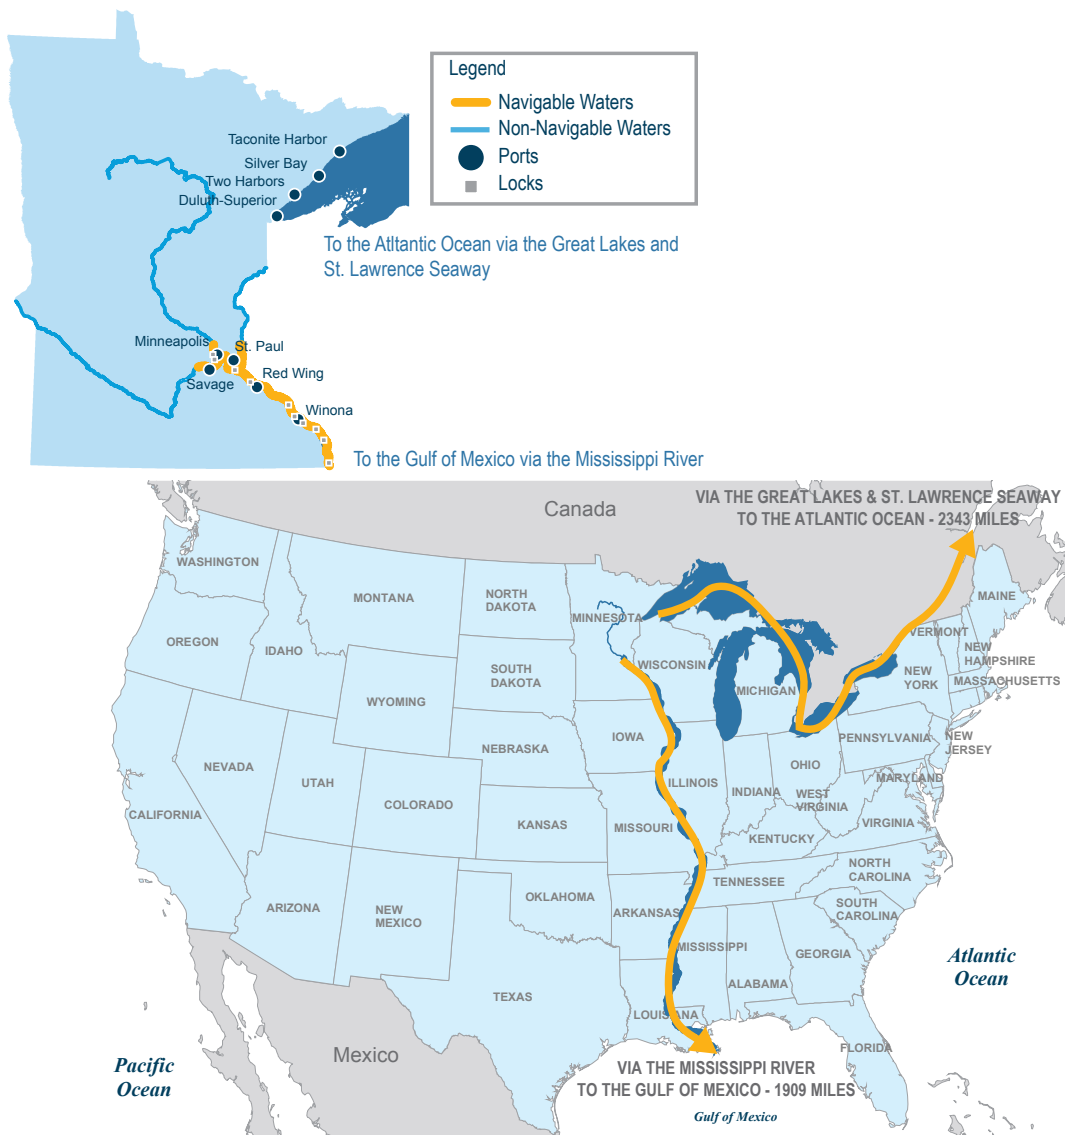 Legend
Navigable Waters
Non-Navigable Waters
Ports
Locks
Taconite Harbor
Silver Bay
Two Harbors
Duluth-Superior
To the Atltantic Ocean via the Great Lakes and
St. Lawrence Seaway
Minneapolis
St. Paul
Savage
Red Wing
Winona
To the Gulf of Mexico via the Mississippi River
Canada
VIA THE GREAT LAKES & ST. LAWRENCE SEAWAY
TO THE ATLANTIC OCEAN - 2343 MILES
WASHINGTON
MONTANA
NORTH
DAKOTA
MINNESOTA
MAINE
OREGON
IDAHO
SOUTH
DAKOTA
WISCONSIN
MICHIGAN
VERMONT
NEW
HAMPSHIRE
NEW
YORK
MASSACHUSETTS
WYOMING
IOWA
NEBRASKA
PENNSYLVANIA
NEW
JERSEY
NEVADA
UTAH
COLORADO
ILLINOIS
INDIANA
OHIO
MARYLAND
WEST
VIRGINIA
VIRGINIA
CALIFORNIA
KANSAS
MISSOURI
KENTUCKY
NORTH
CAROLINA
TENNESSEE
ARIZONA
NEW
MEXICO
OKLAHOMA
ARKANSAS
SOUTH
CAROLINA
MISSISSIPPI
GEORGIA
ALABAMA
Atlantic
Ocean
TEXAS
LOUISIANA
FLORIDA
Mexico
Pacific
Ocean
VIA THE MISSISSIPPI RIVER
TO THE GULF OF MEXICO - 1909 MILES
Gulf of Mexico